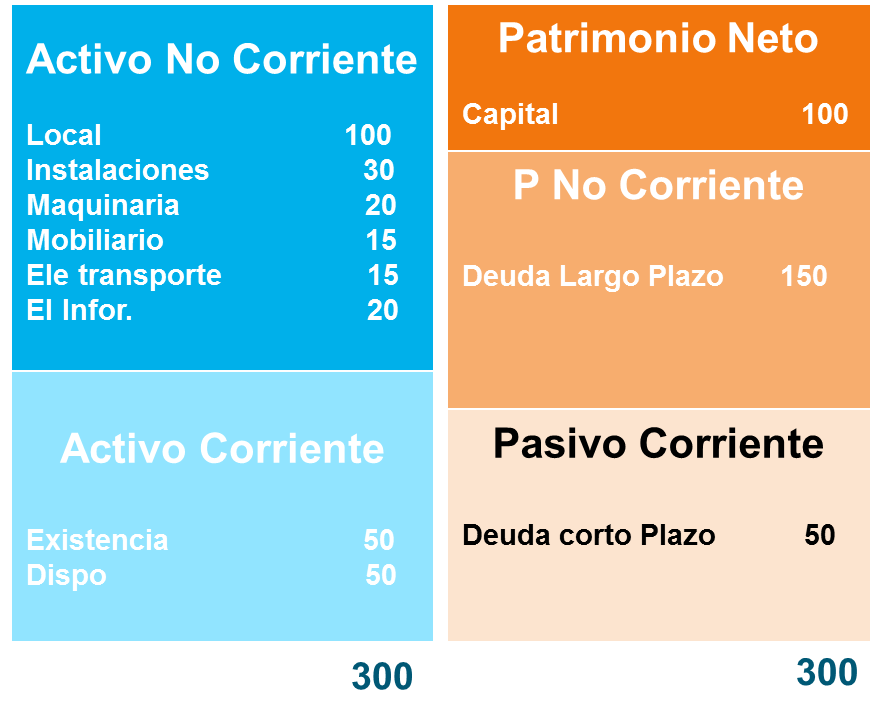 Activo No Corriente
Local 100
Instalaciones 30
Maquinaria 20
Mobiliario 15
Ele transporte 15
El Infor. 20
Activo Corriente
Existencia 50
Dispo 50
300
Patrimonio Neto
Capital 100
P No Corriente
Deuda Largo Plazo 150
Pasivo Corriente
Deuda corto Plazo 50
300